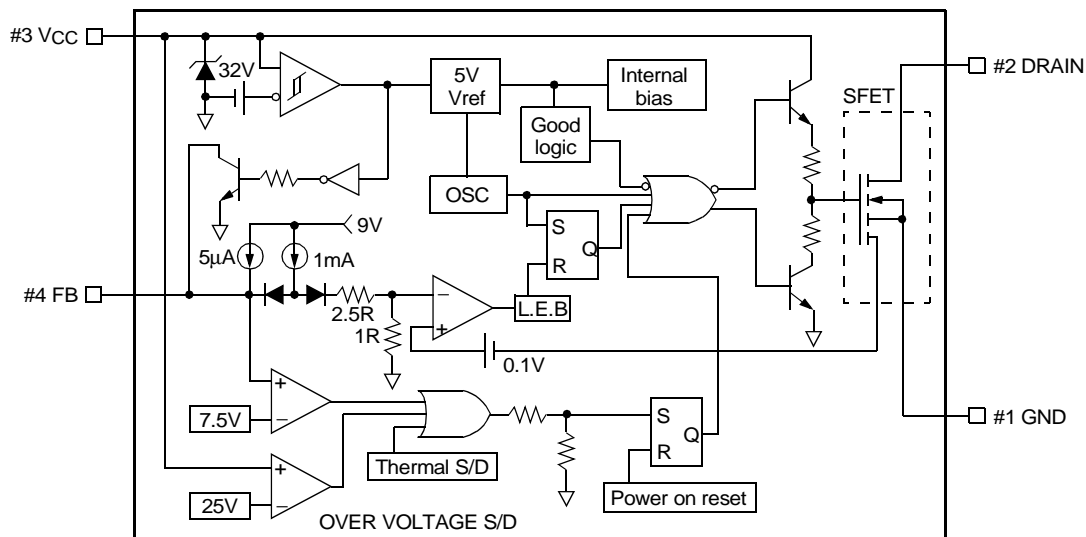 #3 VCC
32V
5V
Vref
Internal
bias
#2 DRAIN
SFET
Good
logic
OSC
9V
5µA
1mA
S
R
Q
#4 FB
2.5R
1R
−
+
L.E.B
0.1V
+
−
7.5V
Thermal S/D
S
R
Q
#1 GND
+
−
25V
Power on reset
OVER VOLTAGE S/D